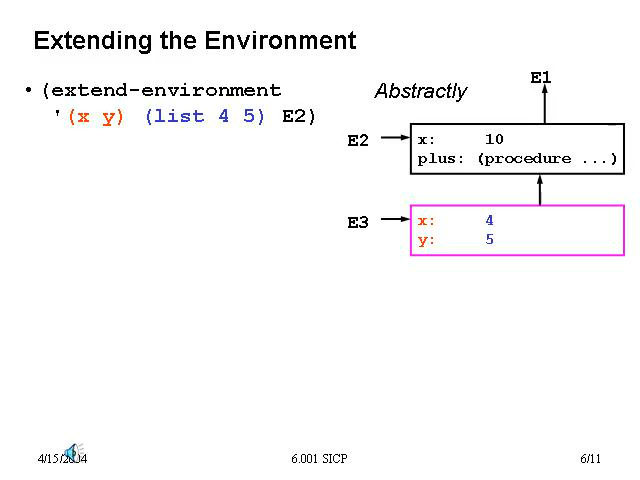 Extending the Environment
• (extend-environment
'(x y) (list 4 5) E2)
Abstractly
E1
E2
x: 10
plus: (procedure ...)
E3
x: 4
y: 5
4/15/2004
6.001 SICP
6/11